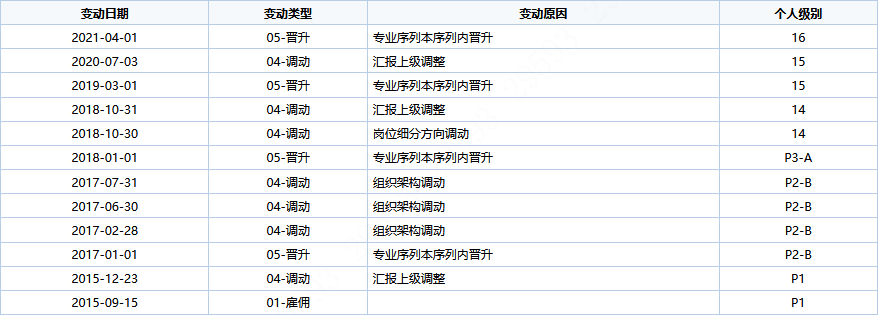 变动日期 变动类型 变动原因 个人级别
2021-04-01 05-晋升 专业序列本序列内晋升 16
2020-07-03 04-调动 汇报上级调整 15
2019-03-01 05-晋升 专业序列本序列内晋升 15
2018-10-31 04-调动 汇报上级调整 14
2018-10-30 04-调动 岗位细分方向调动 14
2018-01-01 05-晋升 专业序列本序列内晋升 P3-A
2017-07-31 04-调动 组织架构调动 P2-B
2017-06-30 04-调动 组织架构调动 P2-B
2017-02-28 04-调动 组织架构调动 P2-B
2017-01-01 05-晋升 专业序列本序列内晋升 P2-B
2015-12-23 04-调动 汇报上级调整 P1
2015-09-15 01-雇佣 P1